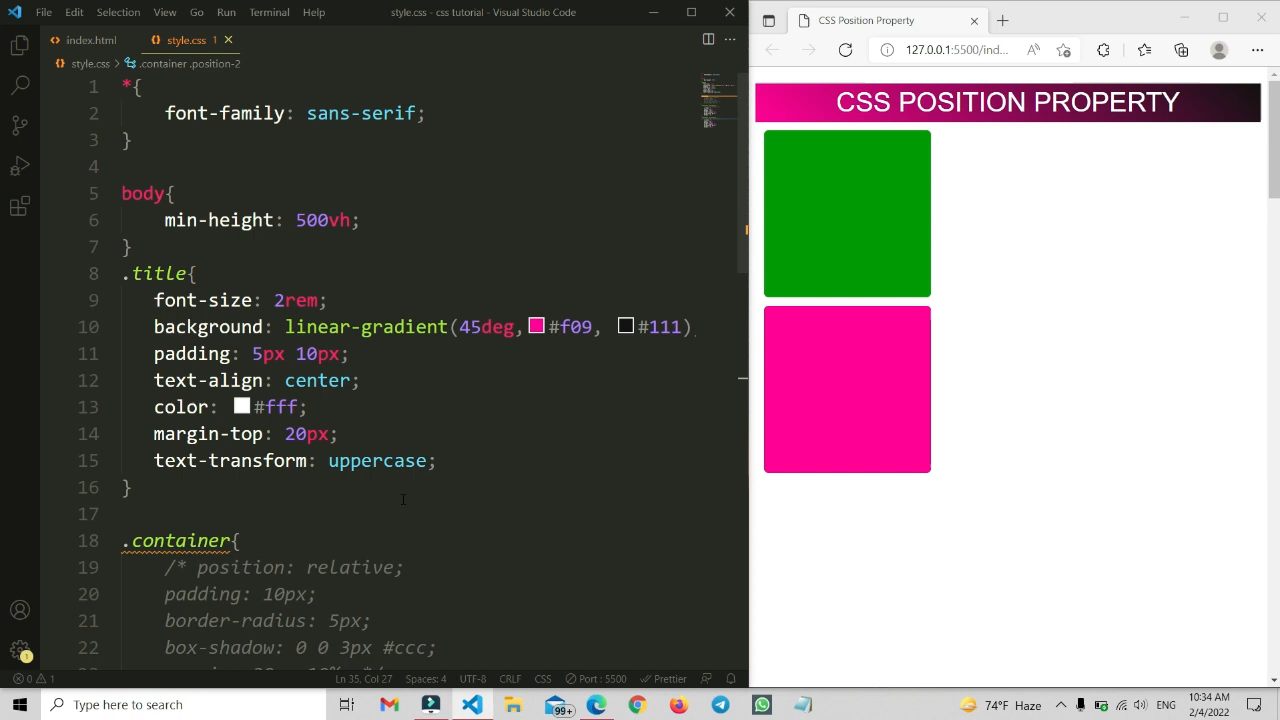 File Edit Selection View Go Run Terminal Help style.css - css tutorial - Visual Studio Code
index.html style.css 1
style.css > .container .position-2
1 *{
2 font-family: sans-serif;
3 }
4
5 body{
6 min-height: 500vh;
7 }
8 .title{
9 font-size: 2rem;
10 background: linear-gradient(45deg, #f09, #111)
11 padding: 5px 10px;
12 text-align: center;
13 color: #fff;
14 margin-top: 20px;
15 text-transform: uppercase;
16 }
17
18 .container{
19 /* position: relative;
20 padding: 10px;
21 border-radius: 5px;
22 box-shadow: 0 0 3px #ccc;
1
0 1 Ln 35, Col 27 Spaces: 4 UTF-8 CRLF CSS Port : 5500 Prettier
CSS Position Property
127.0.0.1:5500/ind...
CSS POSITION PROPERTY
Type here to search
99+
74°F Haze
10:34 AM
2/4/2022